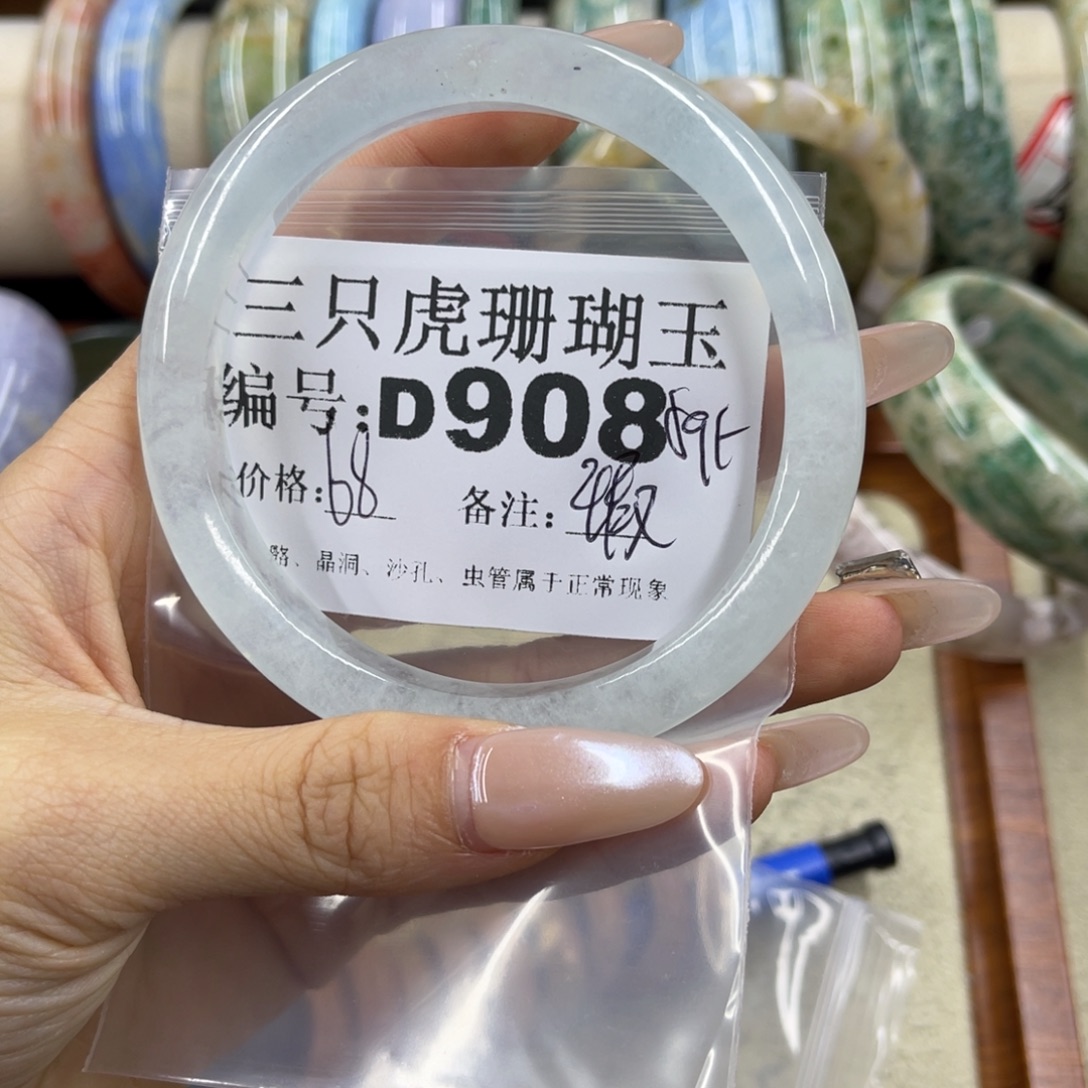 三只虎珊瑚玉
编号:D908 59ft
价格:68 备注:
、晶洞、沙孔、虫管属于正常现象